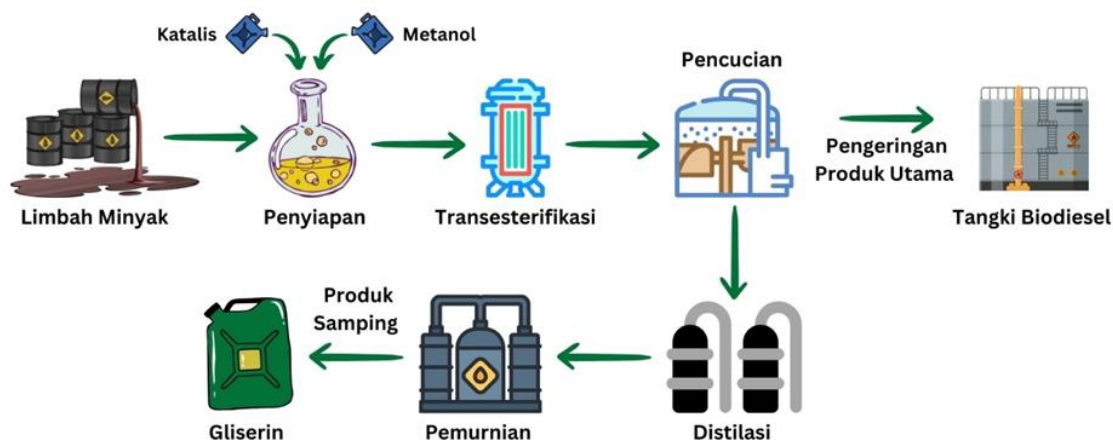 Katalis
Metanol
Pencucian
Limbah Minyak
Penyiapan
Transesterifikasi
Pengeringan
Produk Utama
Tangki Biodiesel
Produk
Samping
Gliserin
Pemurnian
Distilasi